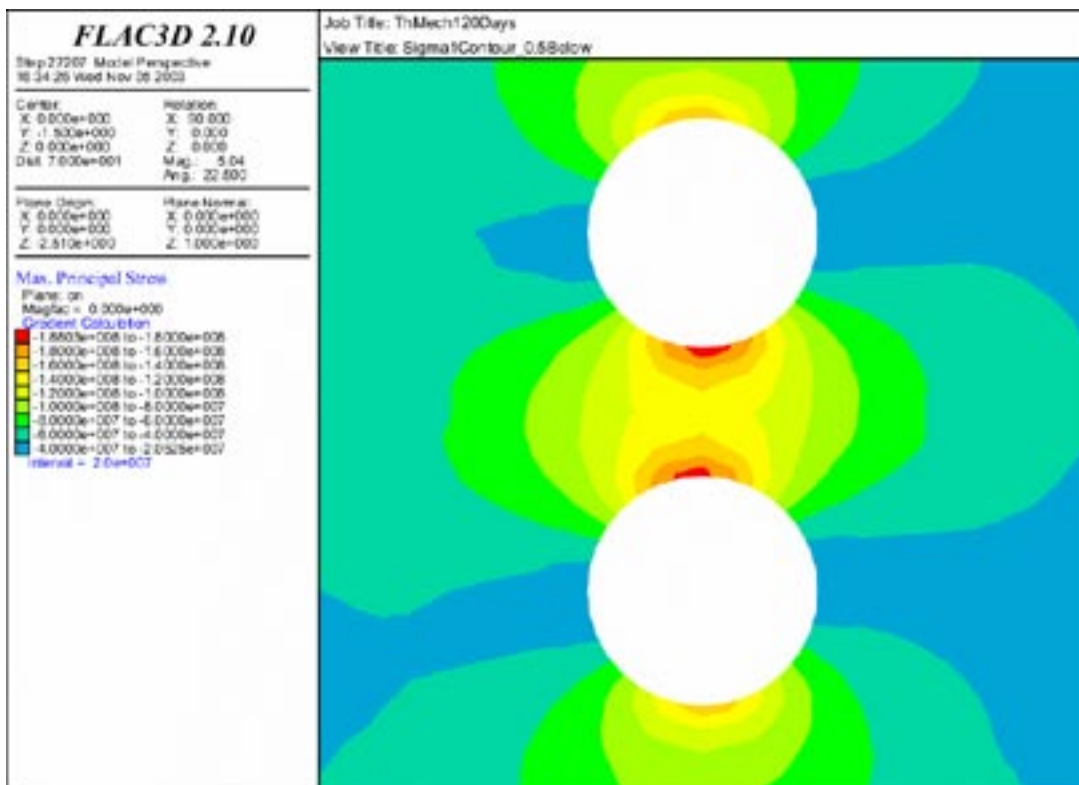 FLAC3D 2.10
Step 27207 Model Perspective
16:34:26 Wed Nov 05 2003
Center:
X: 0.000e+000
Y: -1.500e+000
Z: 0.000e+000
Dist: 7.000e+001
Rotation:
X: 90.000
Y: 0.000
Z: 0.000
Mag.: 5.04
Ang.: 22.500
Plane Origin:
X: 0.000e+000
Y: 0.000e+000
Z: -2.510e+000
Plane Normal:
X: 0.000e+000
Y: 0.000e+000
Z: 1.000e+000
Max. Principal Stress
Plane: on
Magfac = 0.000e+000
Gradient Calculation
to -1.8000e+008
-1.8000e+008 to -1.6000e+008
-1.6000e+008 to -1.4000e+008
-1.4000e+008 to -1.2000e+008
-1.2000e+008 to -1.0000e+008
-1.0000e+008 to -8.0000e+007
-8.0000e+007 to -6.0000e+007
-6.0000e+007 to -4.0000e+007
-4.0000e+007 to -2.0525e+007
Interval = 2.0e+007
Job Title: ThMech120Days
View Title: Sigma1Contour_0.5Below